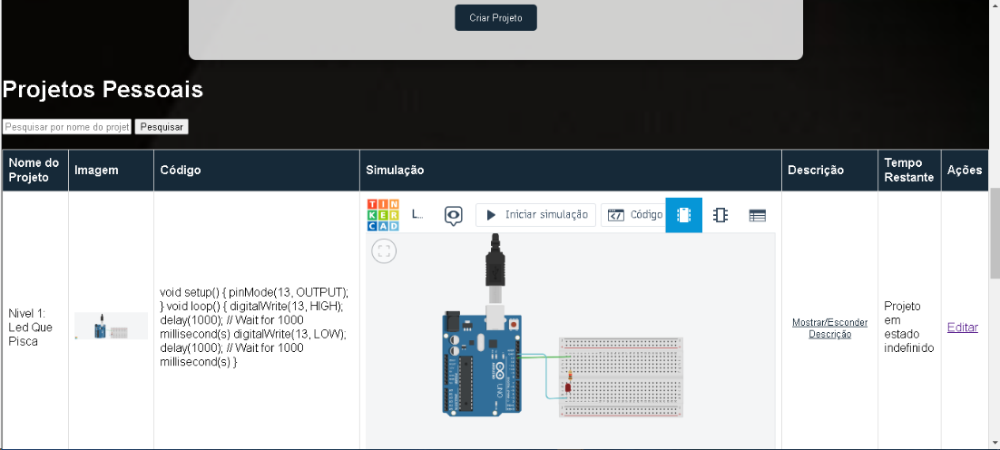 Criar Projeto
Projetos Pessoais
Pesquisar por nome do projet
Pesquisar
Nome do
Projeto
Imagem
Código
Simulação
Descrição
Tempo
Restante
Ações
TIN
KER
CAD
L...
Iniciar simulação
Código
Nivel 1:
Led Que
Pisca
void setup() { pinMode(13, OUTPUT);
} void loop() { digitalWrite(13, HIGH);
delay(1000); // Wait for 1000
millisecond(s) digitalWrite(13, LOW);
delay(1000); // Wait for 1000
millisecond(s) }
UNO
Mostrar/Esconder
Descrição
Projeto
em
estado
indefinido
Editar